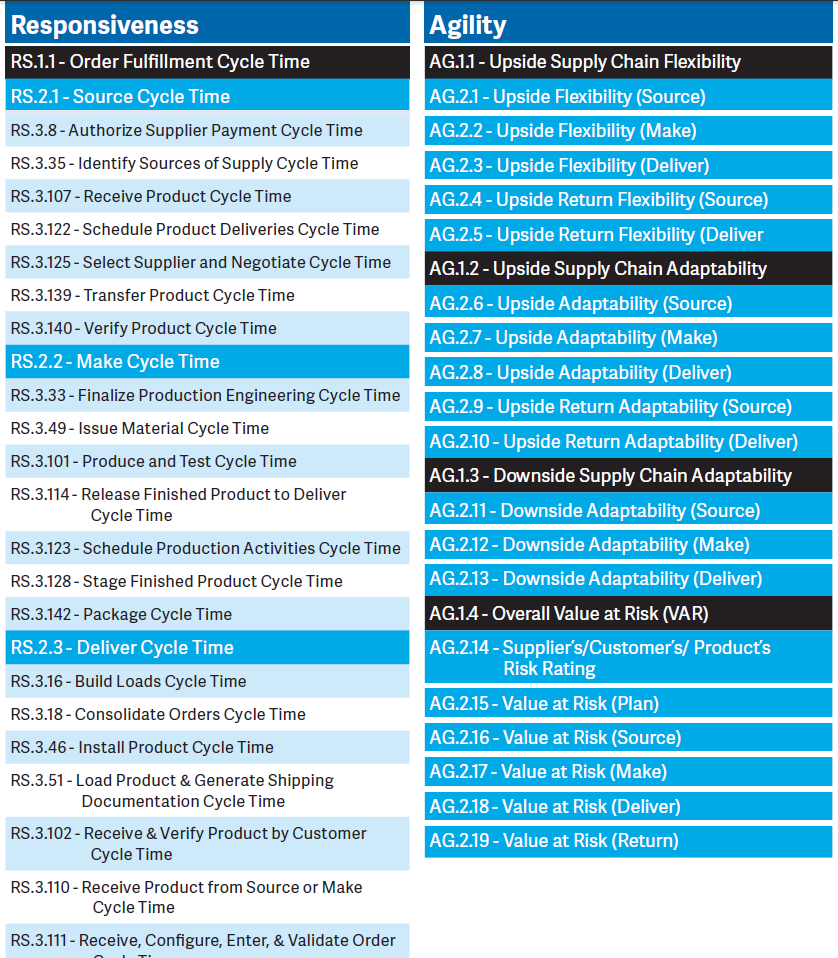 Responsiveness
RS.1.1 - Order Fulfillment Cycle Time
RS.2.1 - Source Cycle Time
RS.3.8 - Authorize Supplier Payment Cycle Time
RS.3.35 - Identify Sources of Supply Cycle Time
RS.3.107 - Receive Product Cycle Time
RS.3.122 - Schedule Product Deliveries Cycle Time
RS.3.125 - Select Supplier and Negotiate Cycle Time
RS.3.139 - Transfer Product Cycle Time
RS.3.140 - Verify Product Cycle Time
RS.2.2 - Make Cycle Time
RS.3.33 - Finalize Production Engineering Cycle Time
RS.3.49 - Issue Material Cycle Time
RS.3.101 - Produce and Test Cycle Time
RS.3.114 - Release Finished Product to Deliver
Cycle Time
RS.3.123 - Schedule Production Activities Cycle Time
RS.3.128 - Stage Finished Product Cycle Time
RS.3.142 - Package Cycle Time
RS.2.3 - Deliver Cycle Time
RS.3.16 - Build Loads Cycle Time
RS.3.18 - Consolidate Orders Cycle Time
RS.3.46 - Install Product Cycle Time
RS.3.51 - Load Product & Generate Shipping
Documentation Cycle Time
RS.3.102 - Receive & Verify Product by Customer
Cycle Time
RS.3.110 - Receive Product from Source or Make
Cycle Time
RS.3.111 - Receive, Configure, Enter, & Validate Order
Agility
AG.1.1 - Upside Supply Chain Flexibility
AG.2.1 - Upside Flexibility (Source)
AG.2.2 - Upside Flexibility (Make)
AG.2.3 - Upside Flexibility (Deliver)
AG.2.4 - Upside Return Flexibility (Source)
AG.2.5 - Upside Return Flexibility (Deliver
AG.1.2 - Upside Supply Chain Adaptability
AG.2.6 - Upside Adaptability (Source)
AG.2.7 - Upside Adaptability (Make)
AG.2.8 - Upside Adaptability (Deliver)
AG.2.9 - Upside Return Adaptability (Source)
AG.2.10 - Upside Return Adaptability (Deliver)
AG.1.3 - Downside Supply Chain Adaptability
AG.2.11 - Downside Adaptability (Source)
AG.2.12 - Downside Adaptability (Make)
AG.2.13 - Downside Adaptability (Deliver)
AG.1.4 - Overall Value at Risk (VAR)
AG.2.14 - Supplier's/Customer's/ Product's
Risk Rating
AG.2.15 - Value at Risk (Plan)
AG.2.16 - Value at Risk (Source)
AG.2.17 - Value at Risk (Make)
AG.2.18 - Value at Risk (Deliver)
AG.2.19 - Value at Risk (Return)